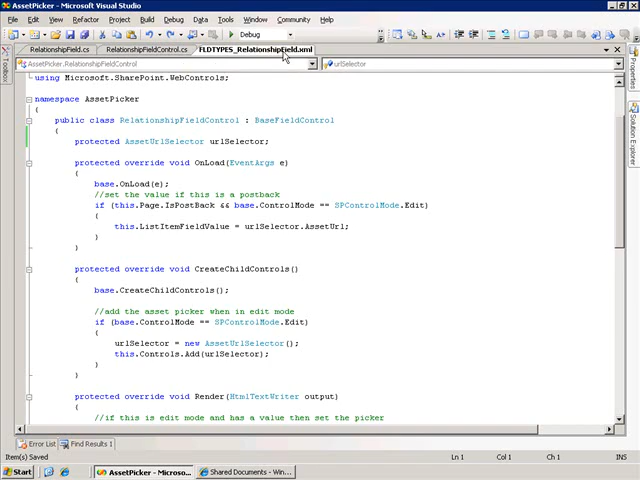 AssetPicker - Microsoft Visual Studio
File Edit View Refactor Project Build Debug Data Tools Window Community Help
Debug
RelationshipField.cs RelationshipFieldControl.cs FLDTYPES_RelationshipField.xml
AssetPicker.RelationshipFieldControl urlSelector
Toolbox
Properties
Solution Explorer
using Microsoft.SharePoint.WebControls;
namespace AssetPicker
{
public class RelationshipFieldControl : BaseFieldControl
{
protected AssetUrlSelector urlSelector;
protected override void OnLoad(EventArgs e)
{
base.OnLoad(e);
//set the value if this is a postback
if (this.Page.IsPostBack && base.ControlMode == SPControlMode.Edit)
{
this.ListItemFieldValue = urlSelector.AssetUrl;
}
}
protected override void CreateChildControls()
{
base.CreateChildControls();
//add the asset picker when in edit mode
if (base.ControlMode == SPControlMode.Edit)
{
urlSelector = new AssetUrlSelector();
this.Controls.Add(urlSelector);
}
}
protected override void Render(HtmlTextWriter output)
//if this is edit mode and has a value then set the picker
Error List Find Results 1
Item(s) Saved Ln 1 Col 1 Ch 1 INS
Start AssetPicker - Microso... Shared Documents - Win...